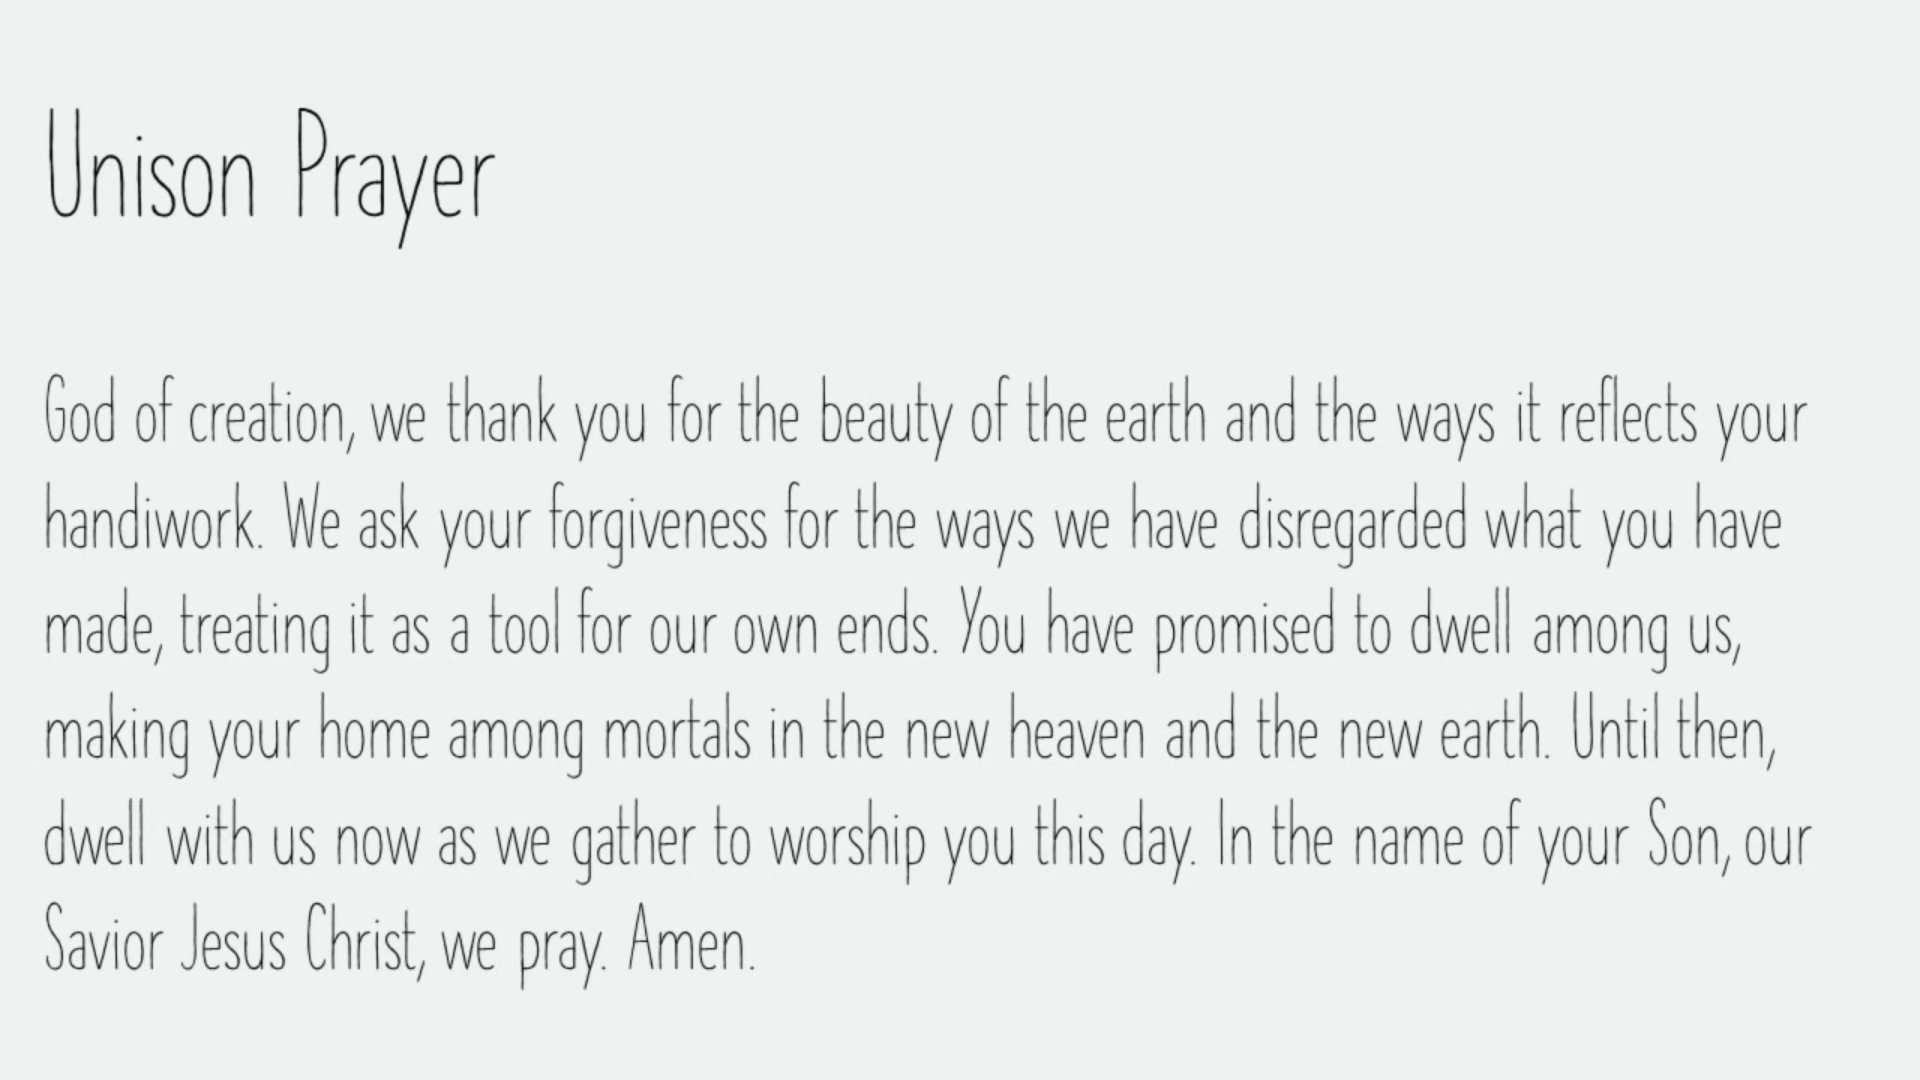 Unison Prayer
God of creation, we thank you for the beauty of the earth and the ways it reflects your
handiwork. We ask your forgiveness for the ways we have disregarded what you have
made, treating it as a tool for our own ends. You have promised to dwell among us,
making your home among mortals in the new heaven and the new earth. Until then,
dwell with us now as we gather to worship you this day. In the name of your Son, our
Savior Jesus Christ, we pray. Amen.